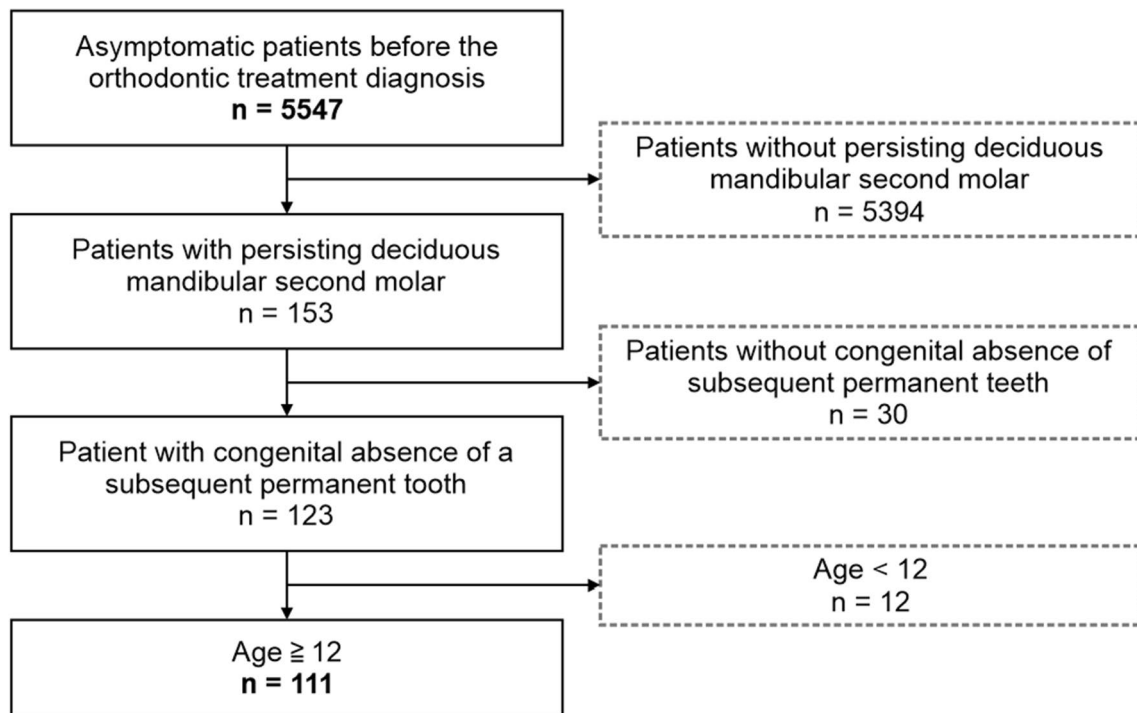 Asymptomatic patients before the
orthodontic treatment diagnosis
n = 5547
Patients without persisting deciduous
mandibular second molar
n = 5394
Patients with persisting deciduous
mandibular second molar
n = 153
Patients without congenital absence of
subsequent permanent teeth
n = 30
Patient with congenital absence of a
subsequent permanent tooth
n = 123
Age < 12
n = 12
Age ≧ 12
n = 111